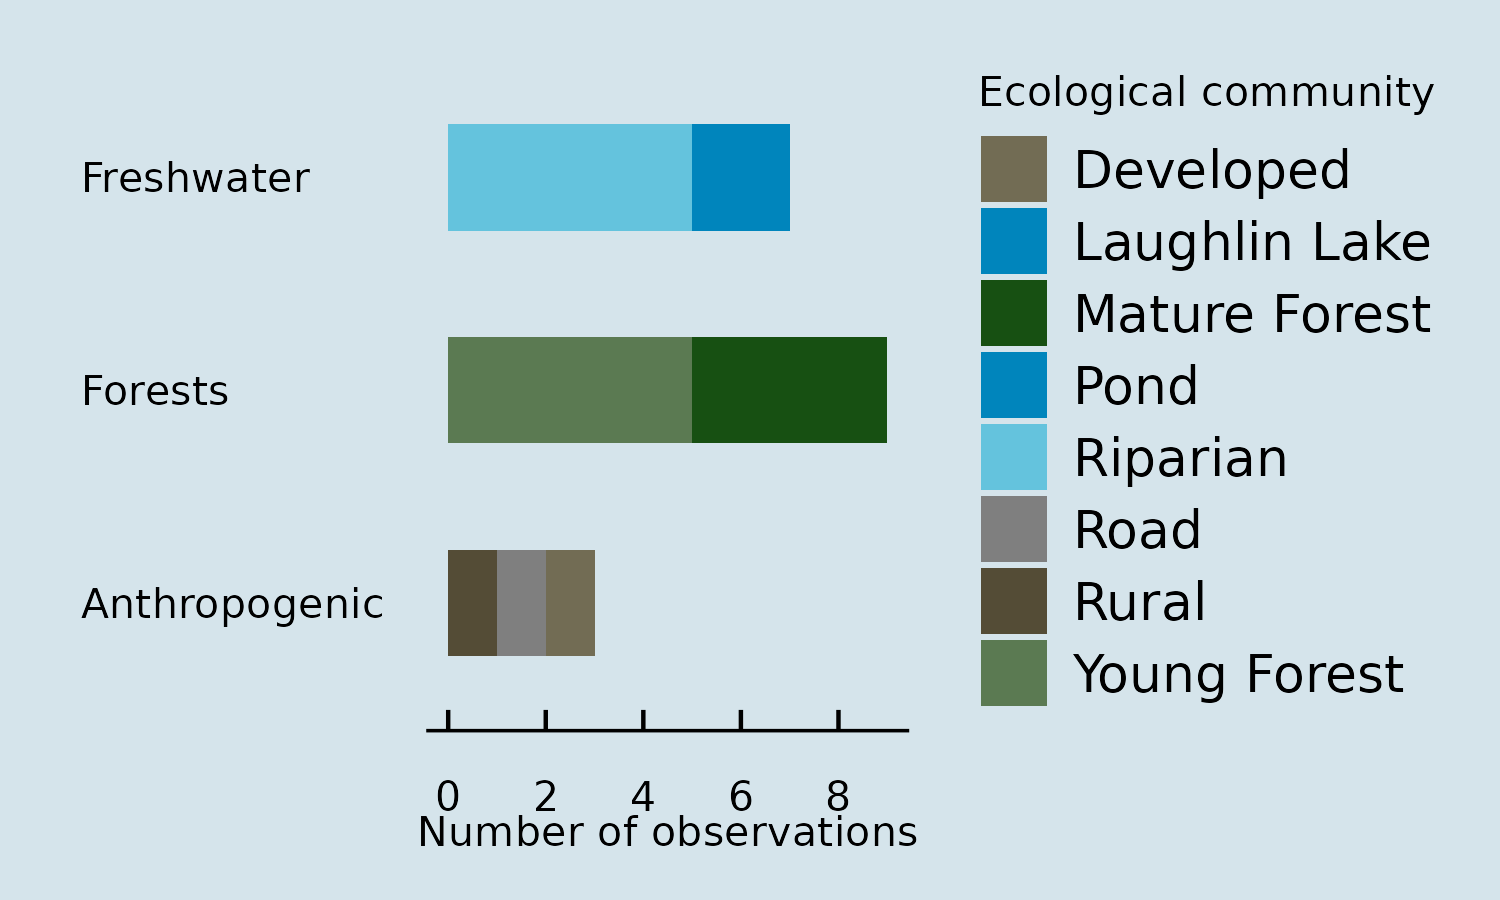 Ecological community
Developed
Laughlin Lake
Mature Forest
Pond
Riparian
Road
Rural
Young Forest
Freshwater
Forests
Anthropogenic
0 2 4 6 8
Number of observations